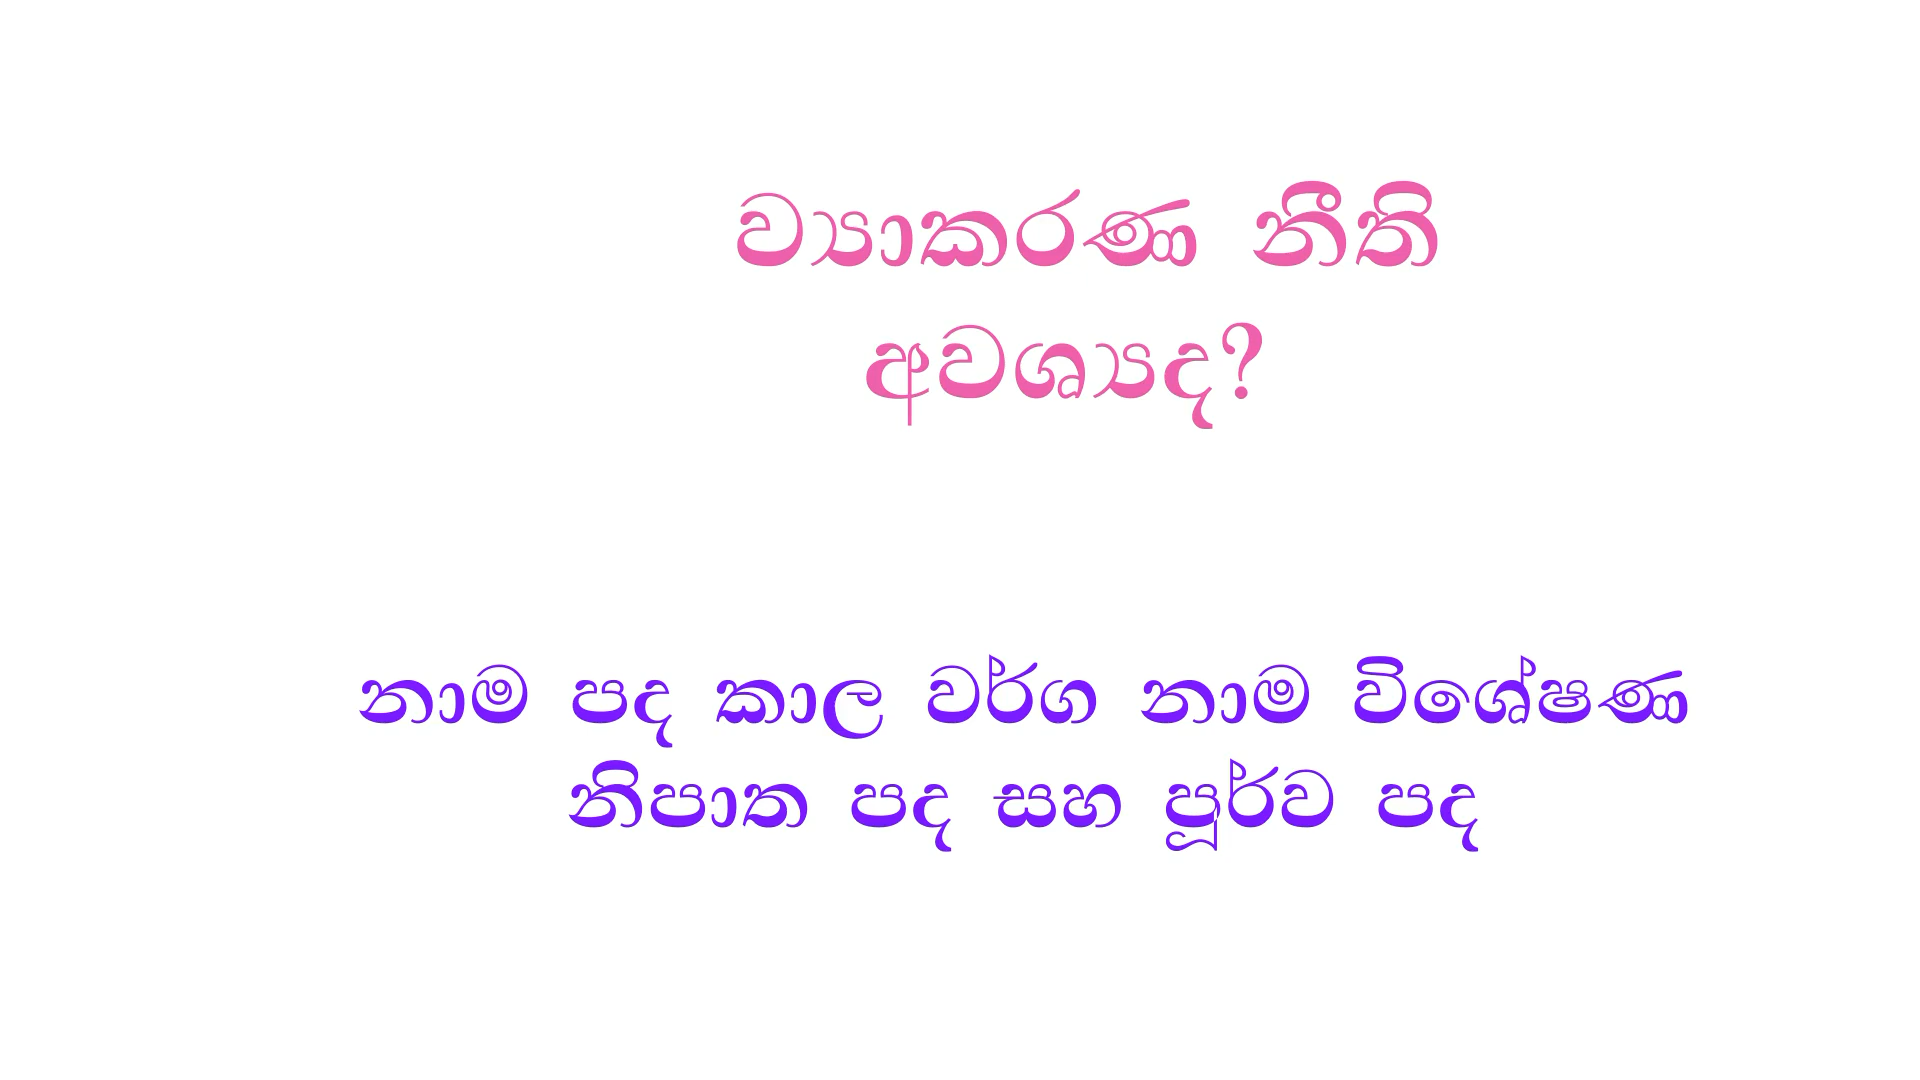 ව්‍යාකරණ නීති
අවශ්‍යද?
නාම පද කාල වර්ග නාම විශේෂණ
නිපාත පද සහ පූර්ව පද